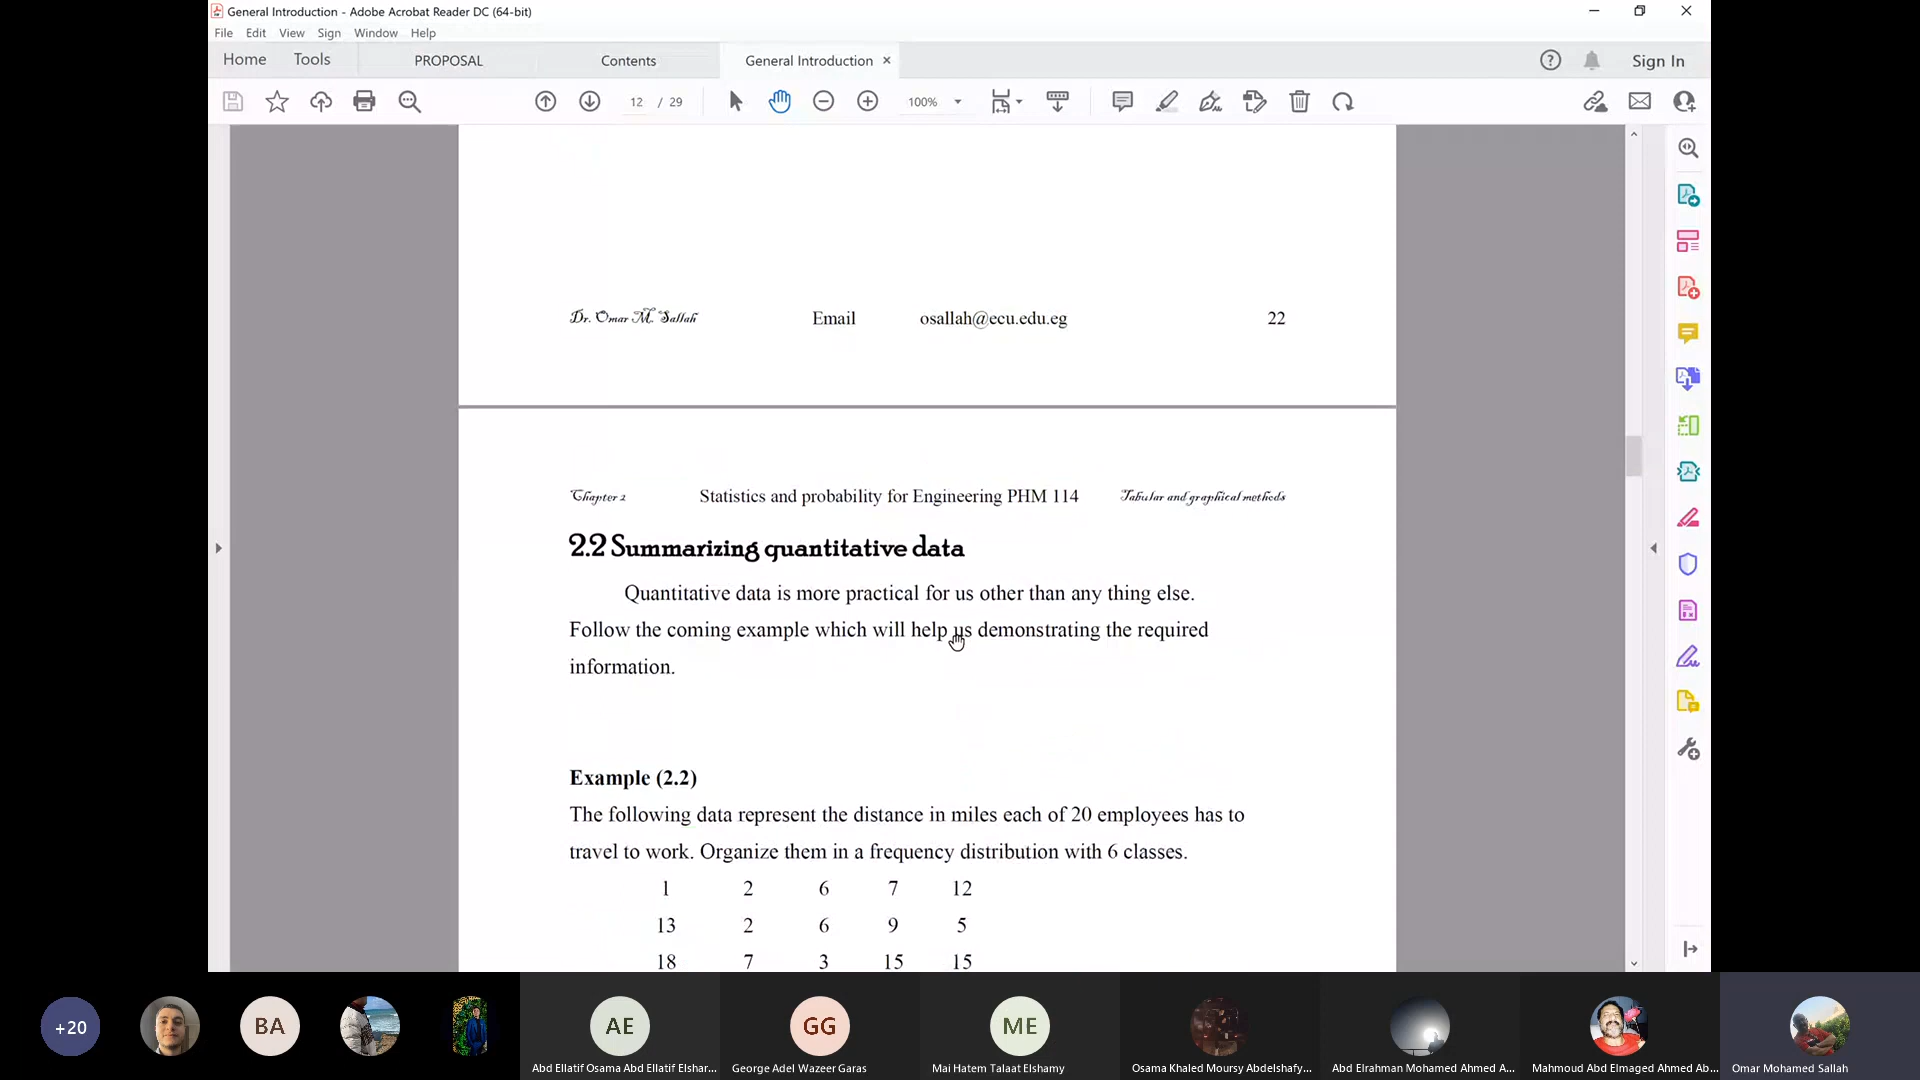 General Introduction - Adobe Acrobat Reader DC (64-bit)
File Edit View Sign Window Help
Home Tools PROPOSAL Contents General Introduction × Sign In
12 / 29 100%
Dr. Omar M. Sallah Email osallah@ecu.edu.eg 22
Chapter 2 Statistics and probability for Engineering PHM 114 Tabular and graphical methods
2.2 Summarizing quantitative data
Quantitative data is more practical for us other than any thing else.
Follow the coming example which will help us demonstrating the required
information.
Example (2.2)
The following data represent the distance in miles each of 20 employees has to
travel to work. Organize them in a frequency distribution with 6 classes.
1 2 6 7 12
13 2 6 9 5
18 7 3 15 15
+20 BA AE GG ME
Abd Ellatif Osama Abd Ellatif Elshar... George Adel Wazeer Garas Mai Hatem Talaat Elshamy Osama Khaled Moursy Abdelshafy... Abd Elrahman Mohamed Ahmed A... Mahmoud Abd Elmaged Ahmed Ab... Omar Mohamed Sallah